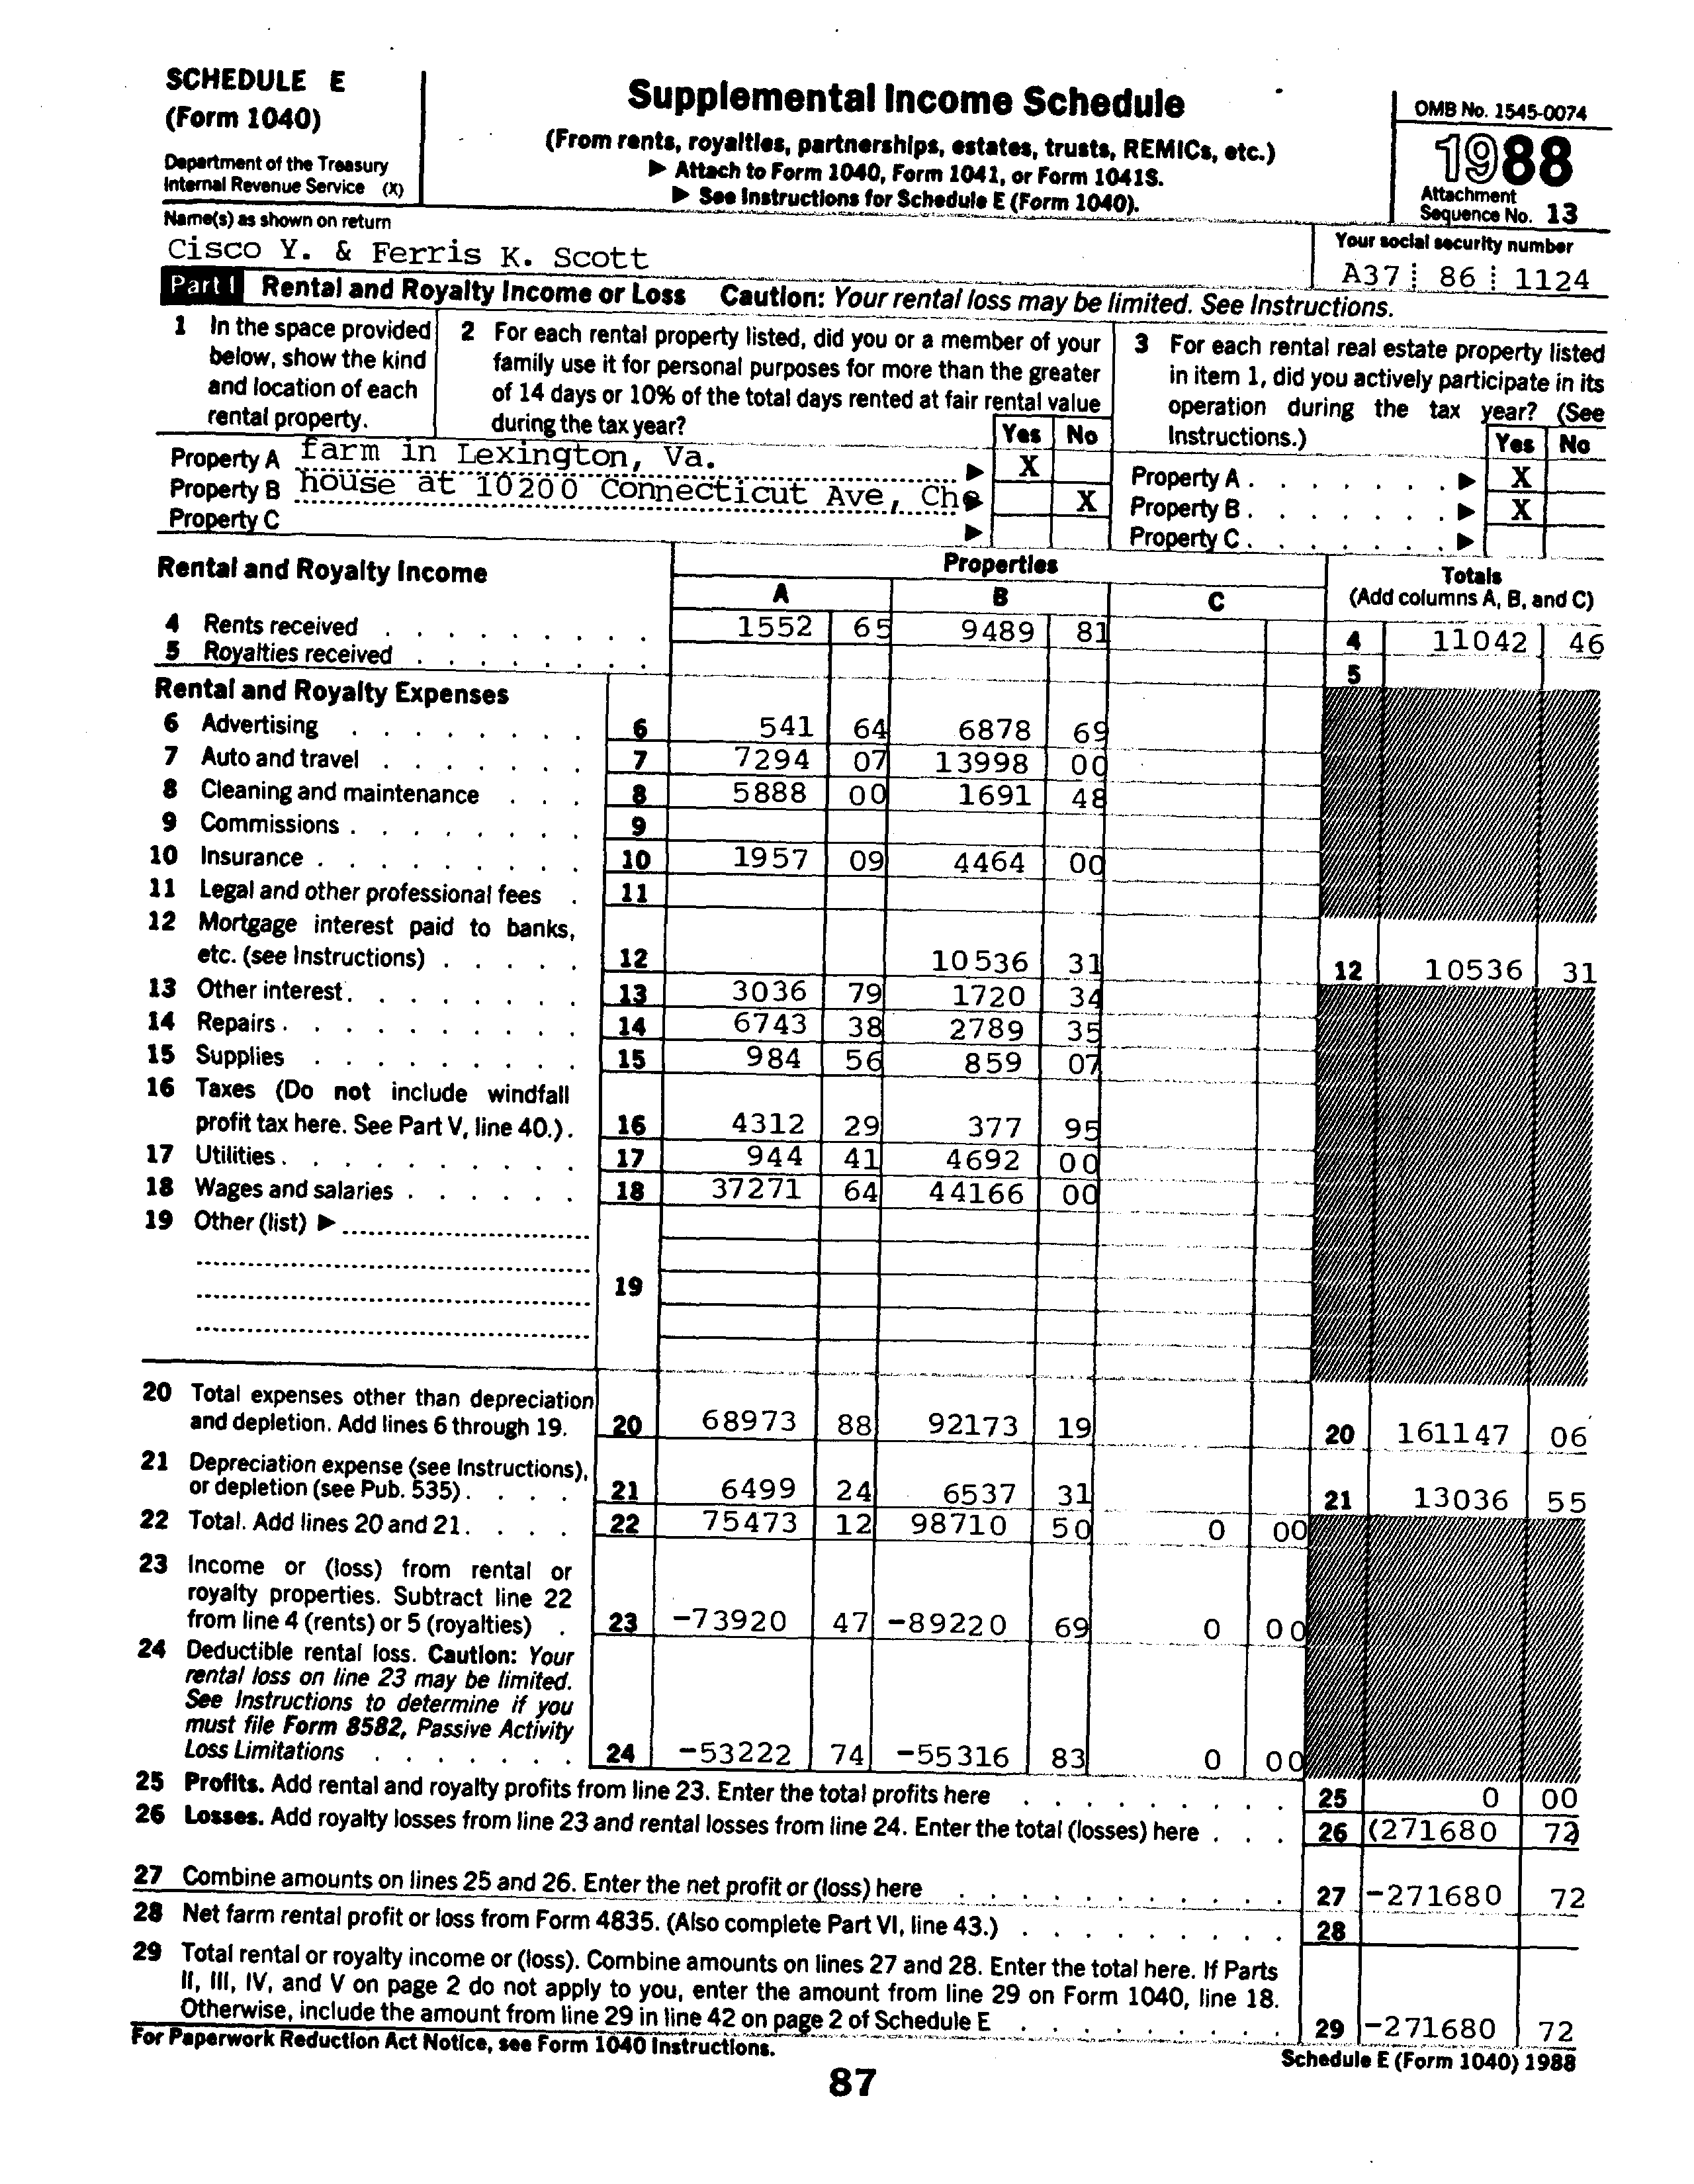 SCHEDULE E
(Form 1040)
Department of the Treasury
Internal Revenue Service (X)
Supplemental Income Schedule
(From rents, royalties, partnerships, estates, trusts, REMICs, etc.)
▶ Attach to Form 1040, Form 1041, or Form 1041S.
▶ See Instructions for Schedule E (Form 1040).
OMB No. 1545-0074
1988
Attachment
Sequence No. 13
Name(s) as shown on return
Cisco Y. & Ferris K. Scott
Your social security number
A37 86 1124
Part I Rental and Royalty Income or Loss Caution: Your rental loss may be limited. See Instructions.
1 In the space provided
below, show the kind
and location of each
rental property.
2 For each rental property listed, did you or a member of your
family use it for personal purposes for more than the greater
of 14 days or 10% of the total days rented at fair rental value
during the tax year?
Yes No
3 For each rental real estate property listed
in item 1, did you actively participate in its
operation during the tax year? (See
Instructions.)
Yes No
Property A farm in Lexington, Va. ▶ X
Property B house at 10200 Connecticut Ave, Che ▶ X
Property C ▶
Property A . . . . . . . ▶ X
Property B . . . . . . . ▶ X
Property C . . . . . . . ▶
Rental and Royalty Income
Properties
A B C
Totals
(Add columns A, B, and C)
4 Rents received . . . . . . . . . 1552 65 9489 81 4 11042 46
5 Royalties received . . . . . . . . 5
Rental and Royalty Expenses
6 Advertising . . . . . . . . 6 541 64 6878 69
7 Auto and travel . . . . . . . 7 7294 07 13998 00
8 Cleaning and maintenance . . . 8 5888 00 1691 48
9 Commissions . . . . . . . . 9
10 Insurance . . . . . . . . . 10 1957 09 4464 00
11 Legal and other professional fees . 11
12 Mortgage interest paid to banks,
etc. (see Instructions) . . . . . 12 10536 31 12 10536 31
13 Other interest . . . . . . . . 13 3036 79 1720 34
14 Repairs . . . . . . . . . . 14 6743 38 2789 35
15 Supplies . . . . . . . . . 15 984 56 859 07
16 Taxes (Do not include windfall
profit tax here. See Part V, line 40.) . 16 4312 29 377 95
17 Utilities . . . . . . . . . . 17 944 41 4692 00
18 Wages and salaries . . . . . . 18 37271 64 44166 00
19 Other (list) ▶
19
20 Total expenses other than depreciation
and depletion. Add lines 6 through 19. 20 68973 88 92173 19 20 161147 06
21 Depreciation expense (see Instructions),
or depletion (see Pub. 535) . . . . 21 6499 24 6537 31 21 13036 55
22 Total. Add lines 20 and 21 . . . . 22 75473 12 98710 50 0 00
23 Income or (loss) from rental or
royalty properties. Subtract line 22
from line 4 (rents) or 5 (royalties) . 23 -73920 47 -89220 69 0 00
24 Deductible rental loss. Caution: Your
rental loss on line 23 may be limited.
See Instructions to determine if you
must file Form 8582, Passive Activity
Loss Limitations . . . . . . . 24 -53222 74 -55316 83 0 00
25 Profits. Add rental and royalty profits from line 23. Enter the total profits here . . . . . . . . . 25 0 00
26 Losses. Add royalty losses from line 23 and rental losses from line 24. Enter the total (losses) here . . . 26 (271680 72)
27 Combine amounts on lines 25 and 26. Enter the net profit or (loss) here . . . . . . . . . . . 27 -271680 72
28 Net farm rental profit or loss from Form 4835. (Also complete Part VI, line 43.) . . . . . . . . . 28
29 Total rental or royalty income or (loss). Combine amounts on lines 27 and 28. Enter the total here. If Parts
II, III, IV, and V on page 2 do not apply to you, enter the amount from line 29 on Form 1040, line 18.
Otherwise, include the amount from line 29 in line 42 on page 2 of Schedule E . . . . . . . . . 29 -271680 72
For Paperwork Reduction Act Notice, see Form 1040 Instructions.
Schedule E (Form 1040) 1988
87